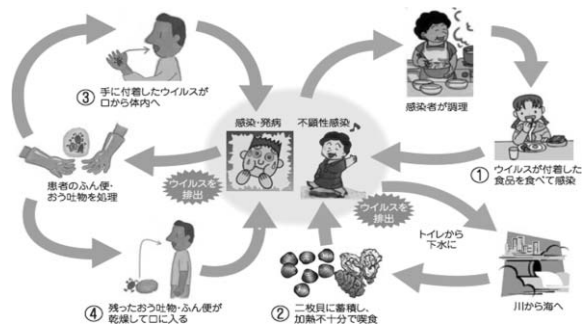 ③ 手に付着したウイルスが
口から体内へ
感染・発病
不顕性感染
感染者が調理
患者のふん便・
おう吐物を処理
ウイルスを
排出
ウイルスを
排出
① ウイルスが付着した
食品を食べて感染
トイレから
下水に
④ 残ったおう吐物・ふん便が
乾燥して口に入る
② 二枚貝に蓄積し、
加熱不十分で喫食
川から海へ